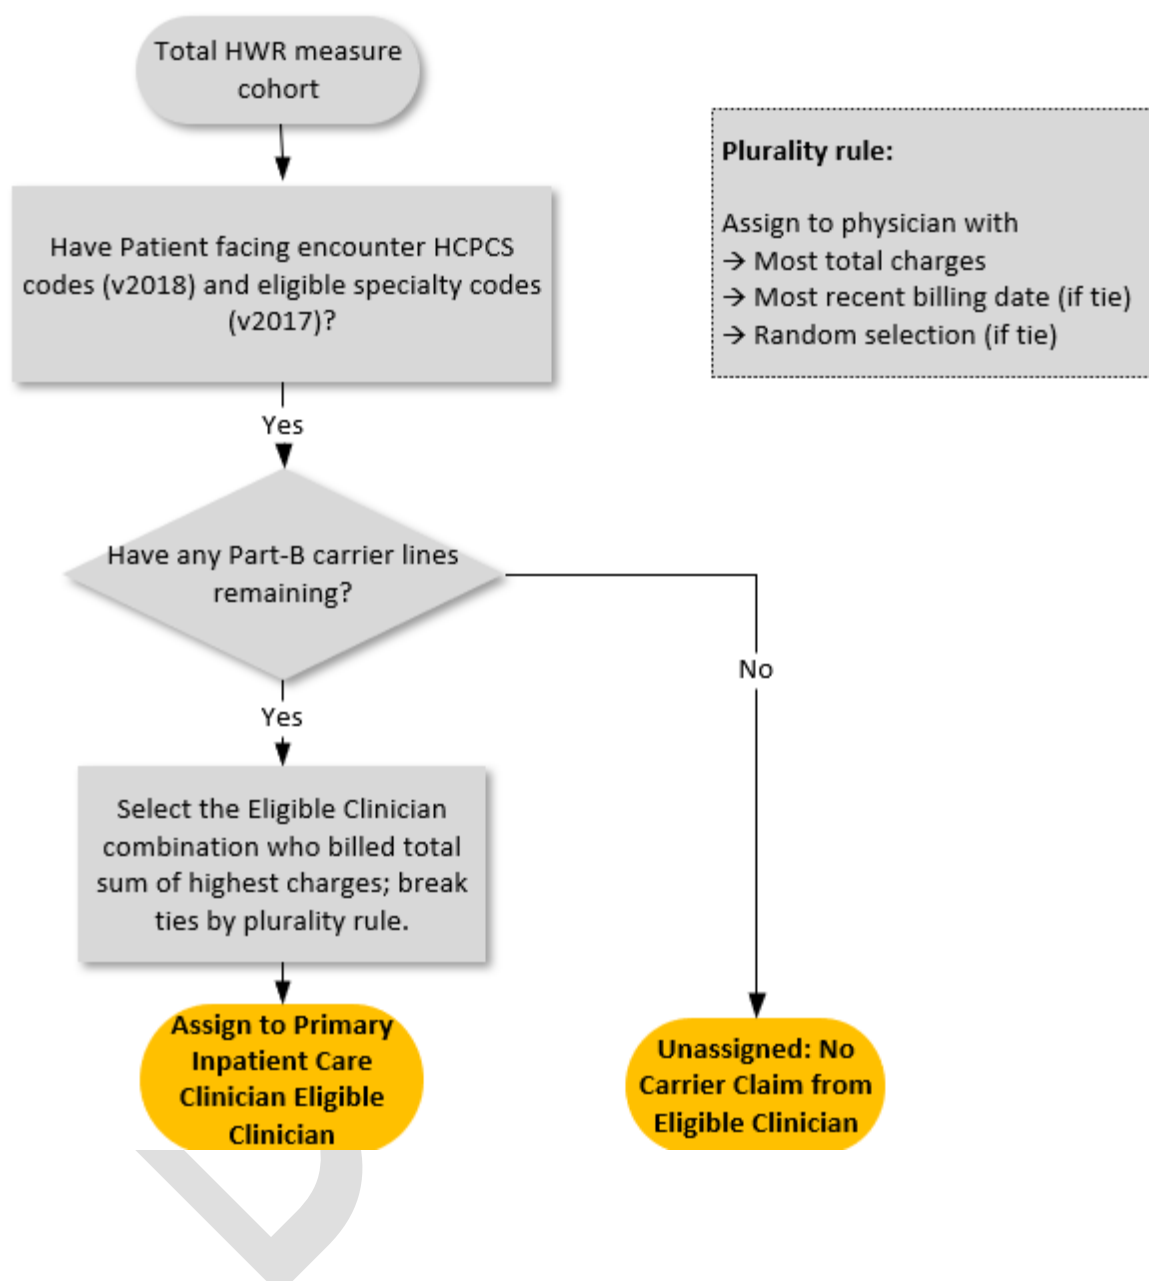 Total HWR measure
cohort
Plurality rule:
Assign to physician with
→ Most total charges
→ Most recent billing date (if tie)
→ Random selection (if tie)
Have Patient facing encounter HCPCS
codes (v2018) and eligible specialty codes
(v2017)?
Yes
Have any Part-B carrier lines
remaining?
No
Yes
Select the Eligible Clinician
combination who billed total
sum of highest charges; break
ties by plurality rule.
Assign to Primary
Inpatient Care
Clinician Eligible
Clinician
Unassigned: No
Carrier Claim from
Eligible Clinician